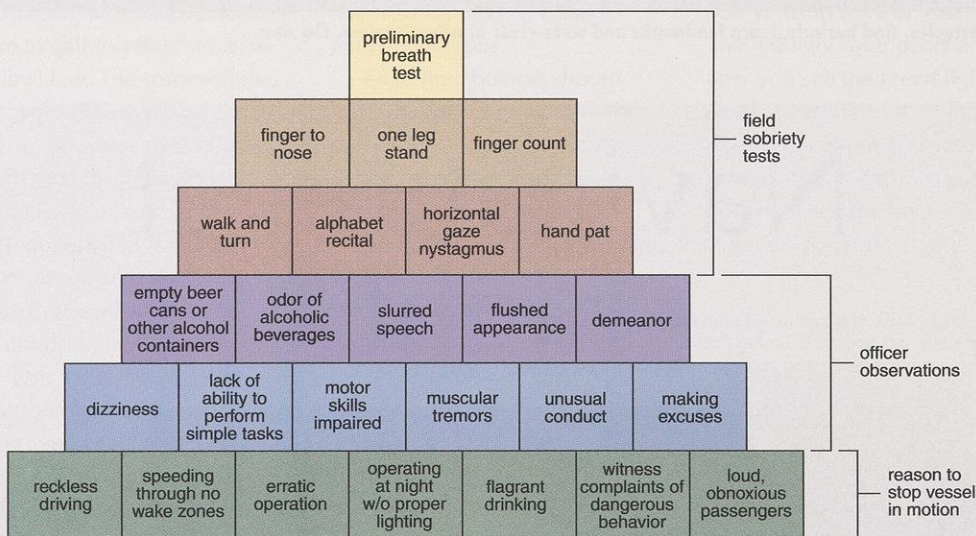 preliminary
breath
test
finger to
nose
one leg
stand
finger count
field
sobriety
tests
walk and
turn
alphabet
recital
horizontal
gaze
nystagmus
hand pat
empty beer
cans or
other alcohol
containers
odor of
alcoholic
beverages
slurred
speech
flushed
appearance
demeanor
officer
observations
dizziness
lack of
ability to
perform
simple tasks
motor
skills
impaired
muscular
tremors
unusual
conduct
making
excuses
reckless
driving
speeding
through no
wake zones
erratic
operation
operating
at night
w/o proper
lighting
flagrant
drinking
witness
complaints of
dangerous
behavior
loud,
obnoxious
passengers
reason to
stop vessel
in motion